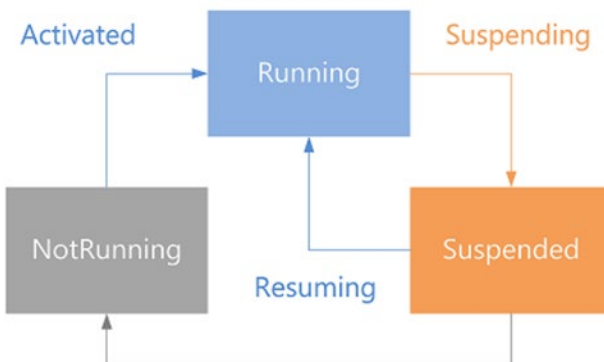 Activated
Suspending
Running
NotRunning
Suspended
Resuming